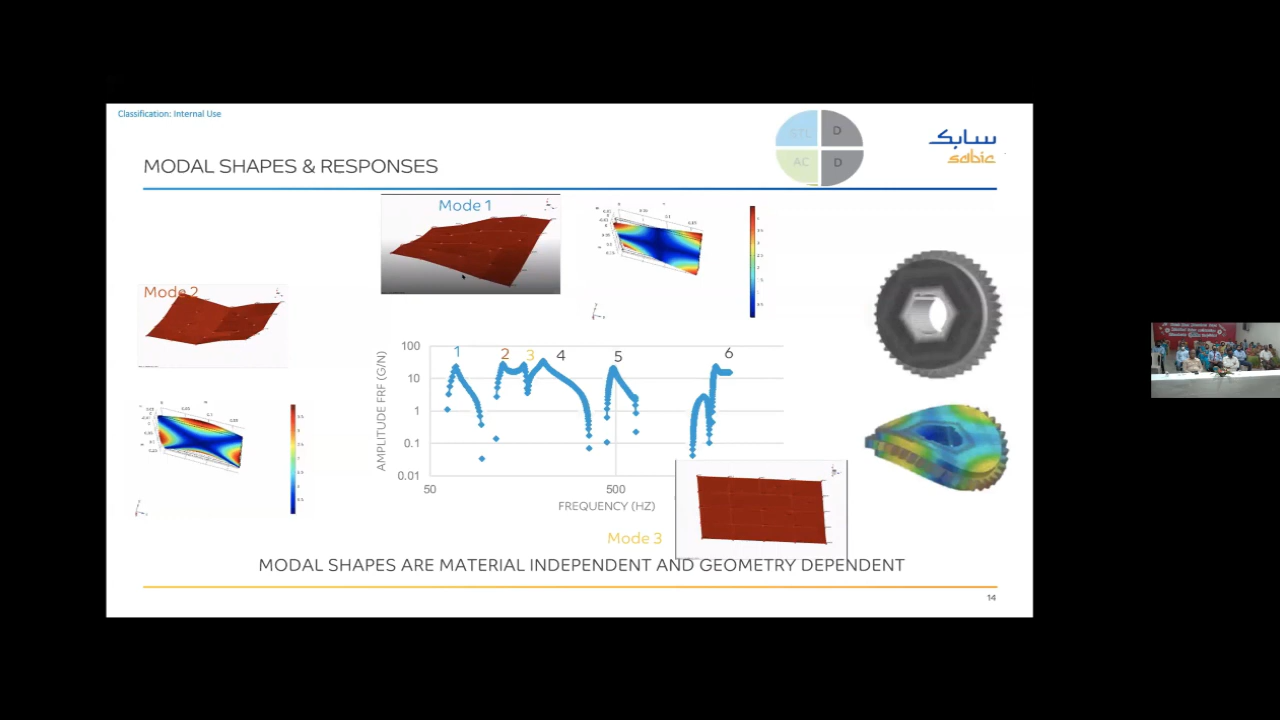 Classification: Internal Use
STL
D
AC
D
سابك
sabic
MODAL SHAPES & RESPONSES
Mode 1
Mode 2
AMPLITUDE FRF (G/N)
100
10
1
0.1
0.01
1
2
3
4
5
6
50
500
FREQUENCY (HZ)
Mode 3
MODAL SHAPES ARE MATERIAL INDEPENDENT AND GEOMETRY DEPENDENT
14